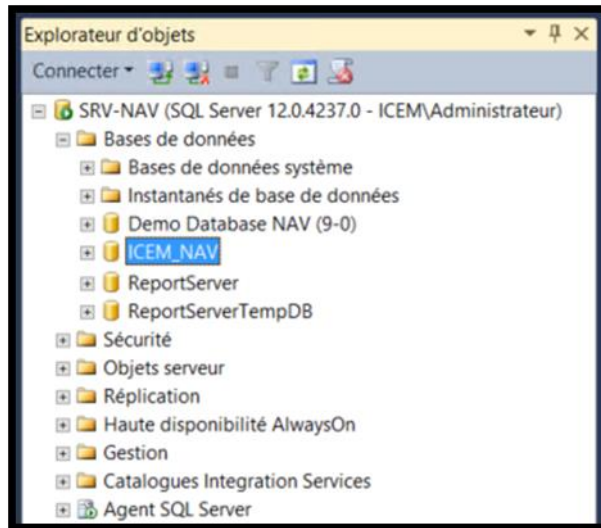 Explorateur d'objets
Connecter
SRV-NAV (SQL Server 12.0.4237.0 - ICEM\Administrateur)
Bases de données
Bases de données système
Instantanés de base de données
Demo Database NAV (9-0)
ICEM_NAV
ReportServer
ReportServerTempDB
Sécurité
Objets serveur
Réplication
Haute disponibilité AlwaysOn
Gestion
Catalogues Integration Services
Agent SQL Server